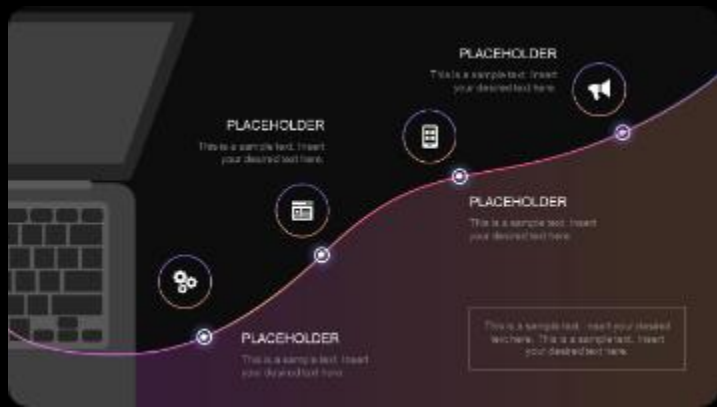 PLACEHOLDER
This is a sample text. Insert
your desired text here.
PLACEHOLDER
This is a sample text. Insert
your desired text here.
PLACEHOLDER
This is a sample text. Insert
your desired text here.
PLACEHOLDER
This is a sample text. Insert
your desired text here.
This is a sample text. Insert your desired
text here. This is a sample text. Insert
your desired text here.